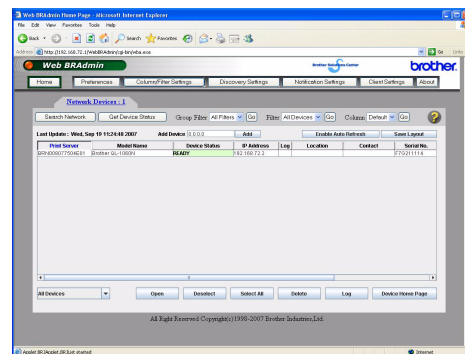 Web BRAdmin Home Page - Microsoft Internet Explorer
File Edit View Favorites Tools Help
Back Search Favorites
Address http://192.168.72.1/WebBRAdmin/cgi-bin/wba.exe Go Links
Web BRAdmin Brother Solutions Center brother.
Home Preferences Column/Filter Settings Discovery Settings Notification Settings Client Settings About
Network Devices : 1
Search Network Get Device Status Group Filter All Filters Go Filter All Devices Go Column Default Go ?
Last Update : Wed, Sep 19 11:24:48 2007 Add Device 0.0.0.0 Add Enable Auto Refresh Save Layout
Print Server Model Name Device Status IP Address Log Location Contact Serial No.
Brother QL-1060N READY 192.168.72.2
All Devices Open Deselect Select All Delete Log Device Home Page
All Right Reserved Copyright(c)1998-2007 Brother Industries,Ltd.
Internet